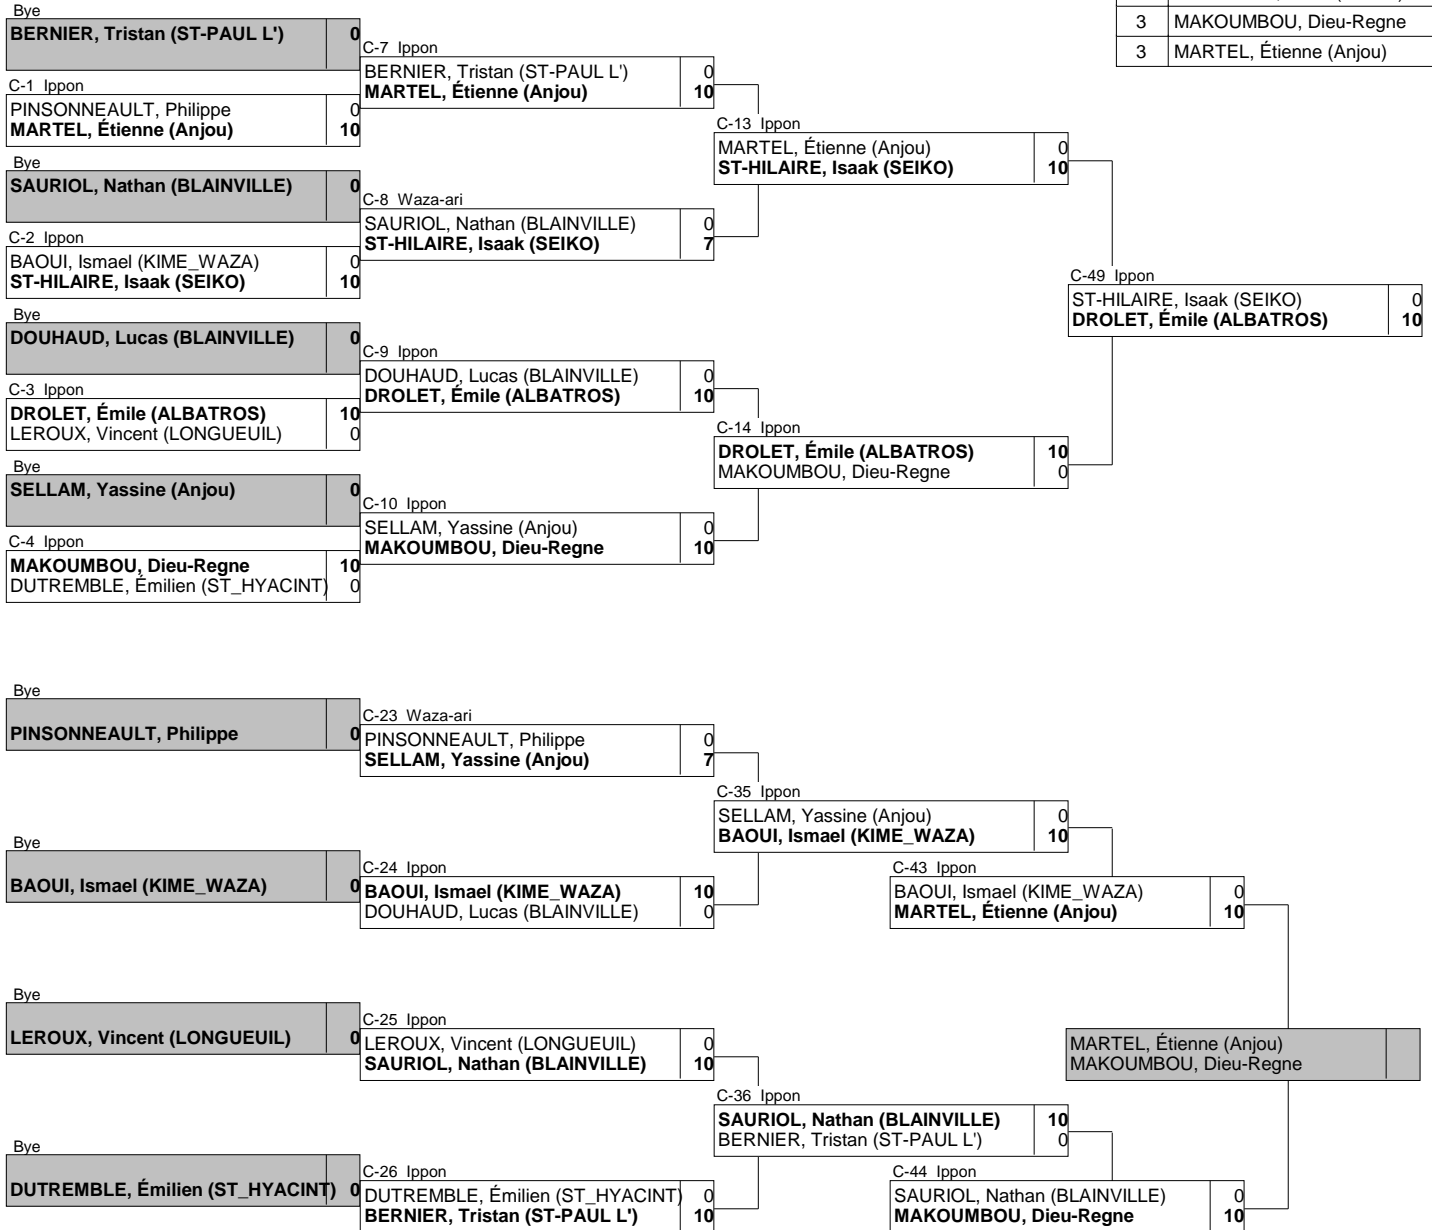 3 MAKOUMBOU, Dieu-Regne
3 MARTEL, Étienne (Anjou)
Bye
BERNIER, Tristan (ST-PAUL L') 0
C-1 Ippon
PINSONNEAULT, Philippe 0
MARTEL, Étienne (Anjou) 10
Bye
SAURIOL, Nathan (BLAINVILLE) 0
C-2 Ippon
BAOUI, Ismael (KIME_WAZA) 0
ST-HILAIRE, Isaak (SEIKO) 10
Bye
DOUHAUD, Lucas (BLAINVILLE) 0
C-3 Ippon
DROLET, Émile (ALBATROS) 10
LEROUX, Vincent (LONGUEUIL) 0
Bye
SELLAM, Yassine (Anjou) 0
C-4 Ippon
MAKOUMBOU, Dieu-Regne 10
DUTREMBLE, Émilien (ST_HYACINT) 0
C-7 Ippon
BERNIER, Tristan (ST-PAUL L') 0
MARTEL, Étienne (Anjou) 10
C-8 Waza-ari
SAURIOL, Nathan (BLAINVILLE) 0
ST-HILAIRE, Isaak (SEIKO) 7
C-9 Ippon
DOUHAUD, Lucas (BLAINVILLE) 0
DROLET, Émile (ALBATROS) 10
C-10 Ippon
SELLAM, Yassine (Anjou) 0
MAKOUMBOU, Dieu-Regne 10
C-13 Ippon
MARTEL, Étienne (Anjou) 0
ST-HILAIRE, Isaak (SEIKO) 10
C-14 Ippon
DROLET, Émile (ALBATROS) 10
MAKOUMBOU, Dieu-Regne 0
C-49 Ippon
ST-HILAIRE, Isaak (SEIKO) 0
DROLET, Émile (ALBATROS) 10
Bye
PINSONNEAULT, Philippe 0
Bye
BAOUI, Ismael (KIME_WAZA) 0
Bye
LEROUX, Vincent (LONGUEUIL) 0
Bye
DUTREMBLE, Émilien (ST_HYACINT) 0
C-23 Waza-ari
PINSONNEAULT, Philippe 0
SELLAM, Yassine (Anjou) 7
C-24 Ippon
BAOUI, Ismael (KIME_WAZA) 10
DOUHAUD, Lucas (BLAINVILLE) 0
C-25 Ippon
LEROUX, Vincent (LONGUEUIL) 0
SAURIOL, Nathan (BLAINVILLE) 10
C-26 Ippon
DUTREMBLE, Émilien (ST_HYACINT) 0
BERNIER, Tristan (ST-PAUL L') 10
C-35 Ippon
SELLAM, Yassine (Anjou) 0
BAOUI, Ismael (KIME_WAZA) 10
C-36 Ippon
SAURIOL, Nathan (BLAINVILLE) 10
BERNIER, Tristan (ST-PAUL L') 0
C-43 Ippon
BAOUI, Ismael (KIME_WAZA) 0
MARTEL, Étienne (Anjou) 10
C-44 Ippon
SAURIOL, Nathan (BLAINVILLE) 0
MAKOUMBOU, Dieu-Regne 10
MARTEL, Étienne (Anjou)
MAKOUMBOU, Dieu-Regne